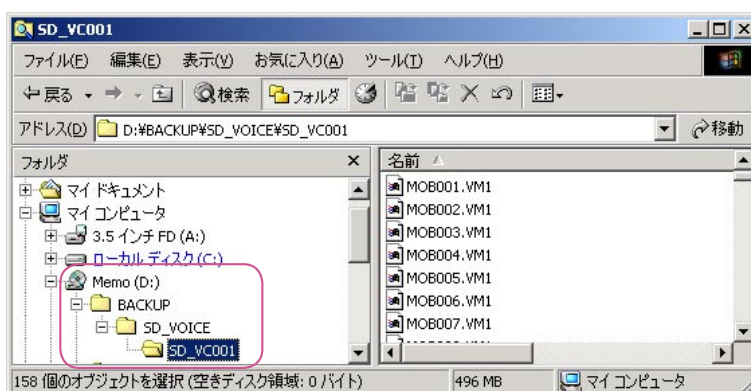 SD_VC001
ファイル(F) 編集(E) 表示(V) お気に入り(A) ツール(T) ヘルプ(H)
戻る 検索 フォルダ
アドレス(D) D:¥BACKUP¥SD_VOICE¥SD_VC001 移動
フォルダ
マイ ドキュメント
マイ コンピュータ
3.5 インチ FD (A:)
ローカル ディスク (C:)
Memo (D:)
BACKUP
SD_VOICE
SD_VC001
名前
MOB001.VM1
MOB002.VM1
MOB003.VM1
MOB004.VM1
MOB005.VM1
MOB006.VM1
MOB007.VM1
158 個のオブジェクトを選択 (空きディスク領域: 0 バイト) 496 MB マイ コンピュータ